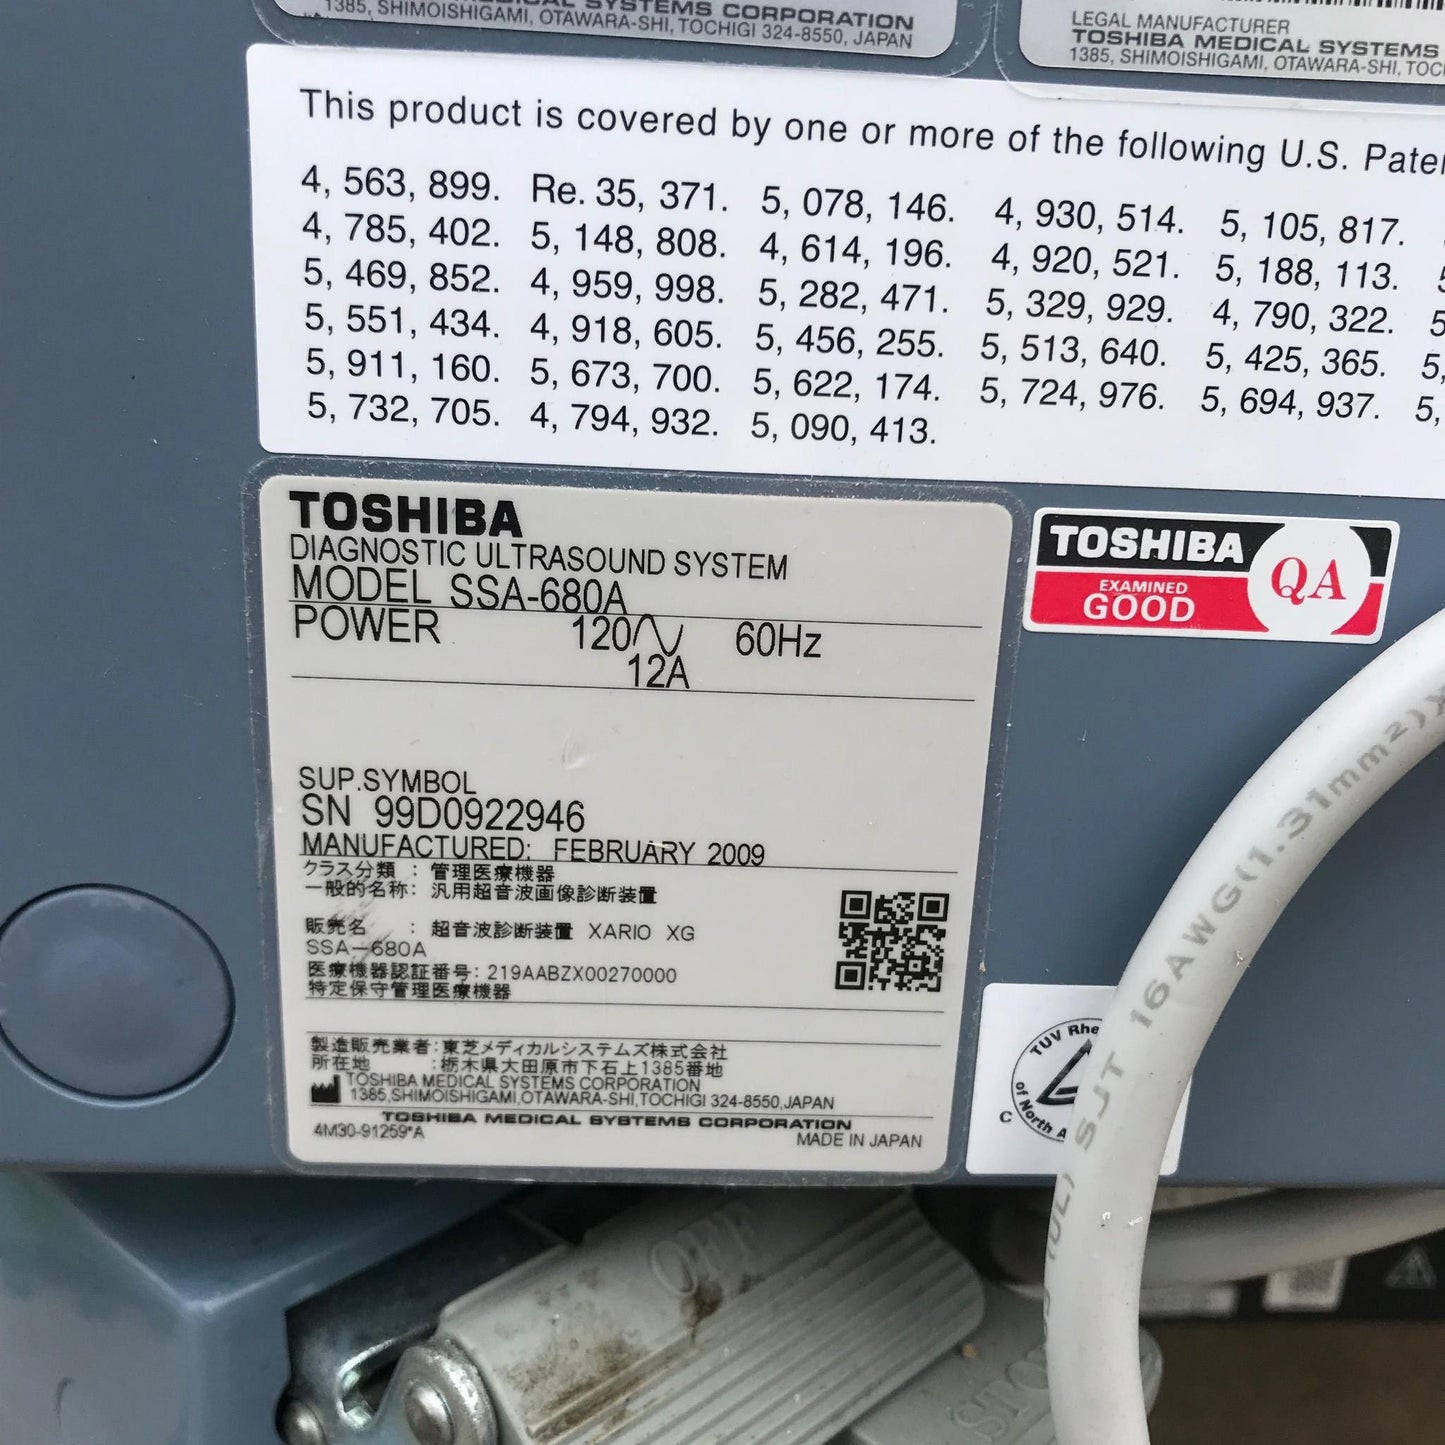 SYSTEMS CORPORATION
1385, SHIMOISHIGAMI, OTAWARA-SHI, TOCHIGI 324-8550, JAPAN
LEGAL MANUFACTURER
TOSHIBA MEDICAL SYSTEMS
1385, SHIMOISHIGAMI, OTAWARA-SHI,
This product is covered by one or more of the following U.S.
4, 563, 899. Re. 35, 371. 5, 078, 146. 4, 930, 514. 5, 105, 817.
4, 785, 402. 5, 148, 808. 4, 614, 196. 4, 920, 521. 5, 188, 113.
5, 469, 852. 4, 959, 998. 5, 282, 471. 5, 329, 929. 4, 790, 322.
5, 551, 434. 4, 918, 605. 5, 456, 255. 5, 513, 640. 5, 425, 365.
5, 911, 160. 5, 673, 700. 5, 622, 174. 5, 724, 976. 5, 694, 937.
5, 732, 705. 4, 794, 932. 5, 090, 413.
TOSHIBA
DIAGNOSTIC ULTRASOUND SYSTEM
MODEL SSA-680A
POWER 120 60Hz
12A
SUP.SYMBOL
SN 99D0922946
MANUFACTURED: FEBRUARY 2009
クラス分類 : 管理医療機器
一般的名称: 汎用超音波画像診断装置
販売名 : 超音波診断装置 XARIO XG
SSA-680A
医療機器認証番号: 219AABZX00270000
特定保守管理医療機器
製造販売業者:東芝メディカルシステムズ株式会社
所在地 :栃木県大田原市下石上1385番地
TOSHIBA MEDICAL SYSTEMS CORPORATION
1385,SHIMOISHIGAMI,OTAWARA-SHI,TOCHIGI 324-8550,JAPAN
TOSHIBA MEDICAL SYSTEMS CORPORATION
4M30-91259*A MADE IN JAPAN
TOSHIBA
EXAMINED
GOOD
QA
TUV
of North
C
SJT 16AWG(1.31mm²)
(UL)
OFF